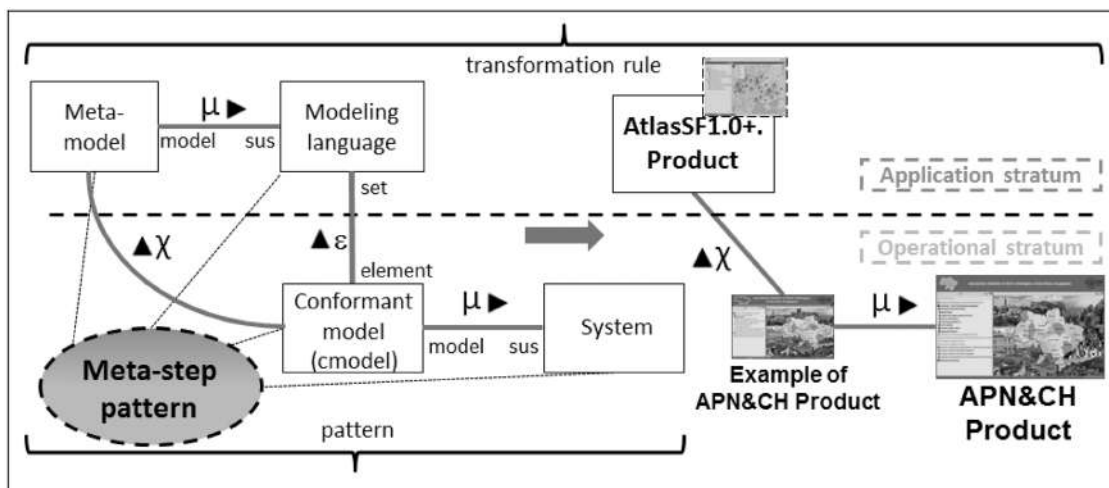 transformation rule
Meta-
model
μ ►
model sus
Modeling
language
AtlasSF1.0+.
Product
Application stratum
set
▲χ
▲ε
▲χ
Operational stratum
element
Conformant
model
(cmodel)
μ ►
model sus
System
μ ►
Meta-step
pattern
Example of
APN&CH Product
APN&CH
Product
pattern